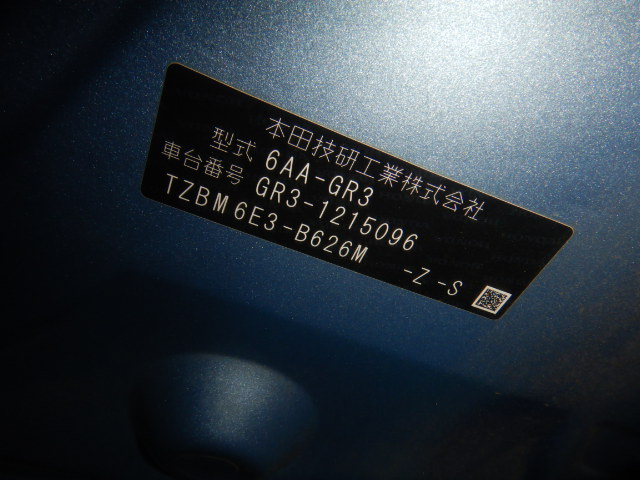 本田技研工業株式会社
型式 6AA-GR3
車台番号 GR3-1215096
TZBM6E3-B626M -Z -S